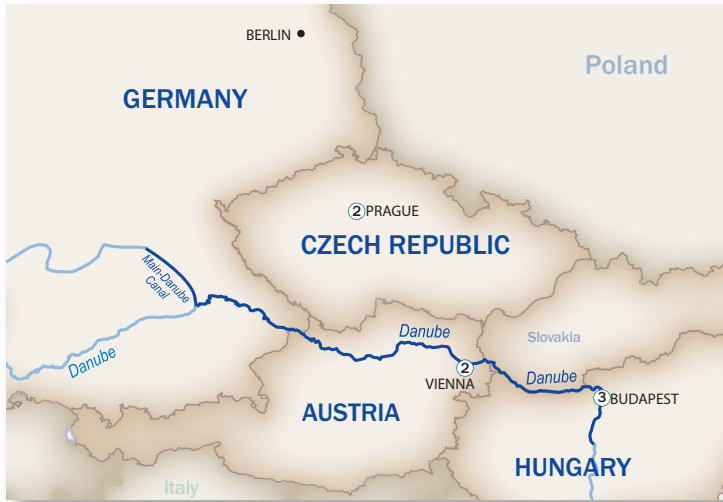 BERLIN
Poland
GERMANY
2 PRAGUE
CZECH REPUBLIC
Main-Danube
Canal
Danube
Slovakia
Danube
2
VIENNA
Danube
3 BUDAPEST
AUSTRIA
HUNGARY
Italy